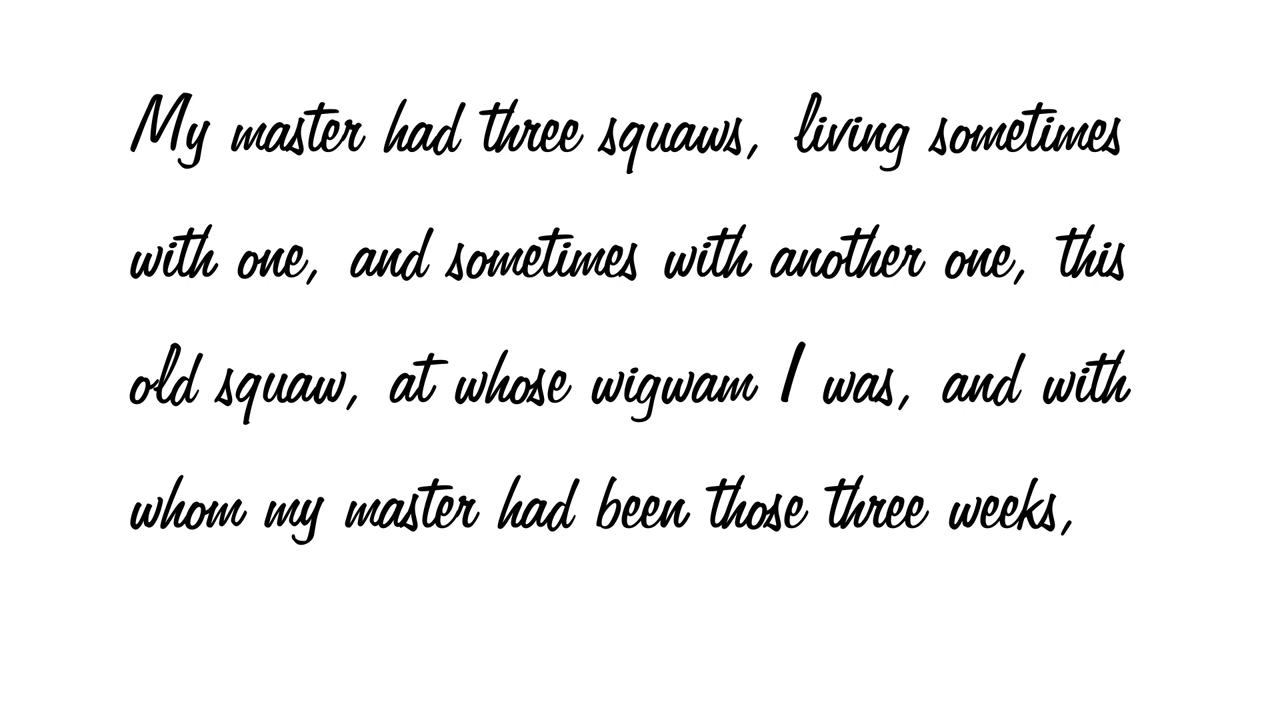 My master had three squaws, living sometimes
with one, and sometimes with another one, this
old squaw, at whose wigwam I was, and with
whom my master had been those three weeks,